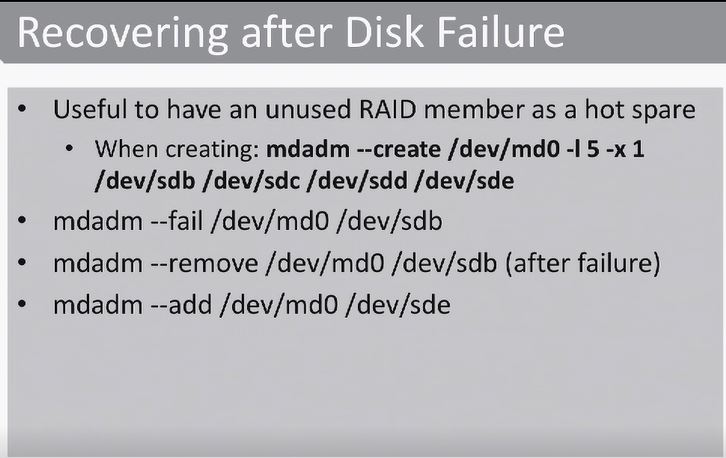 Recovering after Disk Failure
• Useful to have an unused RAID member as a hot spare
• When creating: mdadm --create /dev/md0 -l 5 -x 1
/dev/sdb /dev/sdc /dev/sdd /dev/sde
• mdadm --fail /dev/md0 /dev/sdb
• mdadm --remove /dev/md0 /dev/sdb (after failure)
• mdadm --add /dev/md0 /dev/sde